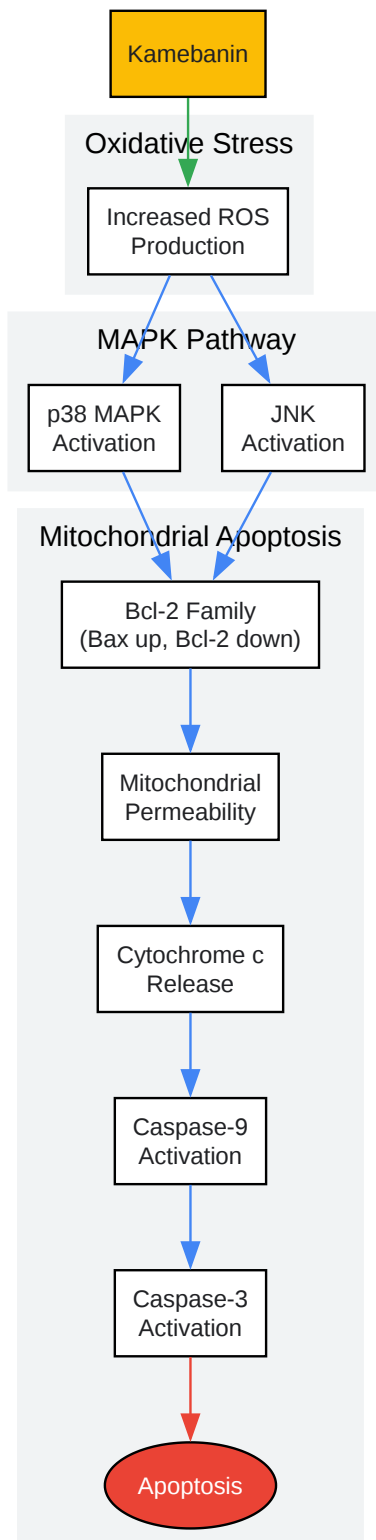 Kamebanin
Oxidative Stress
Increased ROS
Production
MAPK Pathway
p38 MAPK
Activation
JNK
Activation
Mitochondrial Apoptosis
Bcl-2 Family
(Bax up, Bcl-2 down)
Mitochondrial
Permeability
Cytochrome c
Release
Caspase-9
Activation
Caspase-3
Activation
Apoptosis